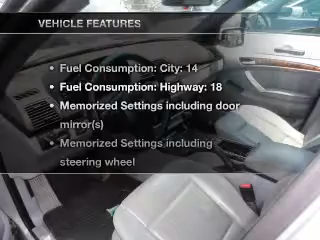 VEHICLE FEATURES
• Fuel Consumption: City: 14
• Fuel Consumption: Highway: 18
• Memorized Settings including door
mirror(s)
• Memorized Settings including
steering wheel